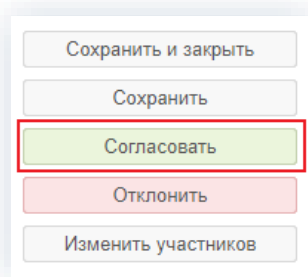 Сохранить и закрыть
Сохранить
Согласовать
Отклонить
Изменить участников